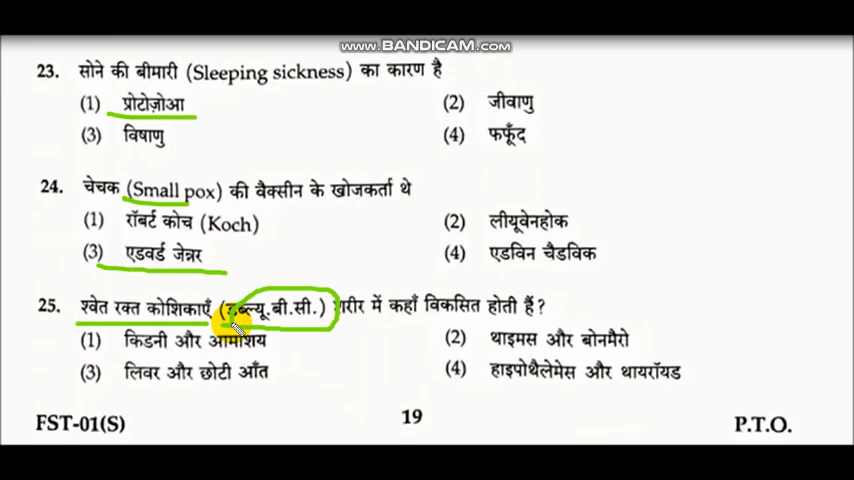 WWW.BANDICAM.COM
23. सोने की बीमारी (Sleeping sickness) का कारण है
(1) प्रोटोज़ोआ (2) जीवाणु
(3) विषाणु (4) फफूँद
24. चेचक (Small pox) की वैक्सीन के खोजकर्ता थे
(1) रॉबर्ट कोच (Koch) (2) लीयूवेनहोक
(3) एडवर्ड जेन्नर (4) एडविन चैडविक
25. श्वेत रक्त कोशिकाएँ (डब्ल्यू.बी.सी.) शरीर में कहाँ विकसित होती हैं?
(1) किडनी और आमाशय (2) थाइमस और बोनमैरो
(3) लिवर और छोटी आँत (4) हाइपोथैलेमेस और थायरॉयड
FST-01(S) 19 P.T.O.